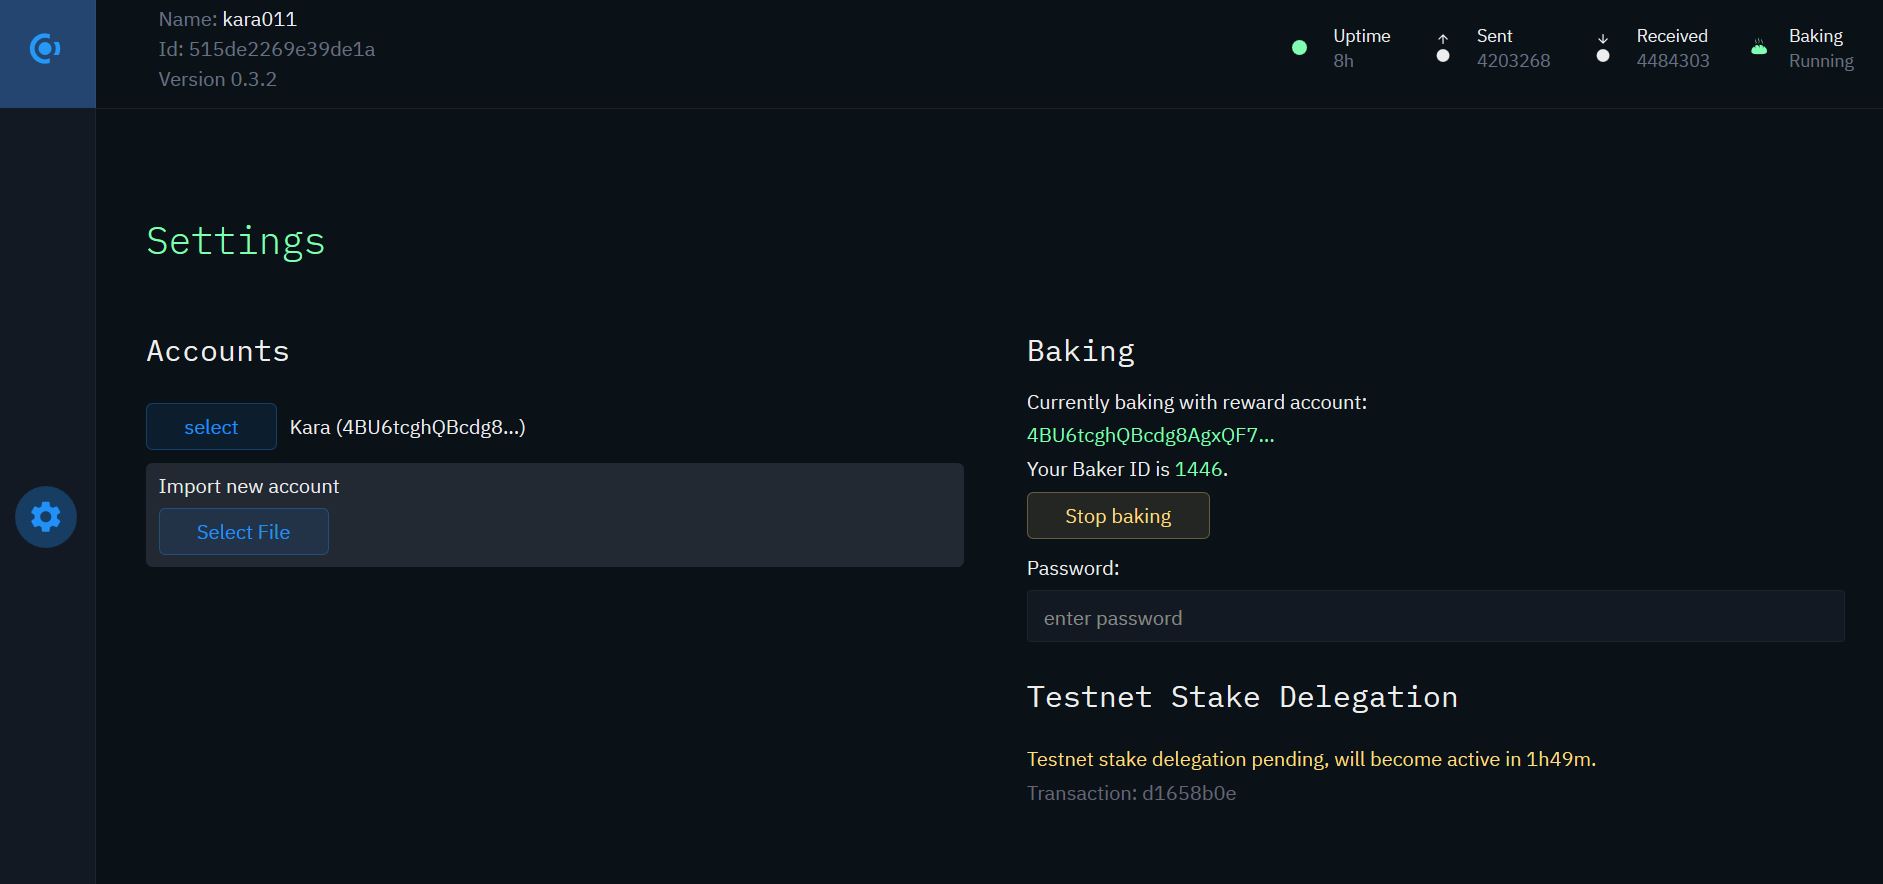 Name: kara011
Id: 515de2269e39de1a
Version 0.3.2
Uptime
8h
Sent
4203268
Received
4484303
Baking
Running
Settings
Accounts
select
Kara (4BU6tcghQBcdg8...)
Import new account
Select File
Baking
Currently baking with reward account:
4BU6tcghQBcdg8AgxQF7...
Your Baker ID is 1446.
Stop baking
Password:
enter password
Testnet Stake Delegation
Testnet stake delegation pending, will become active in 1h49m.
Transaction: d1658b0e